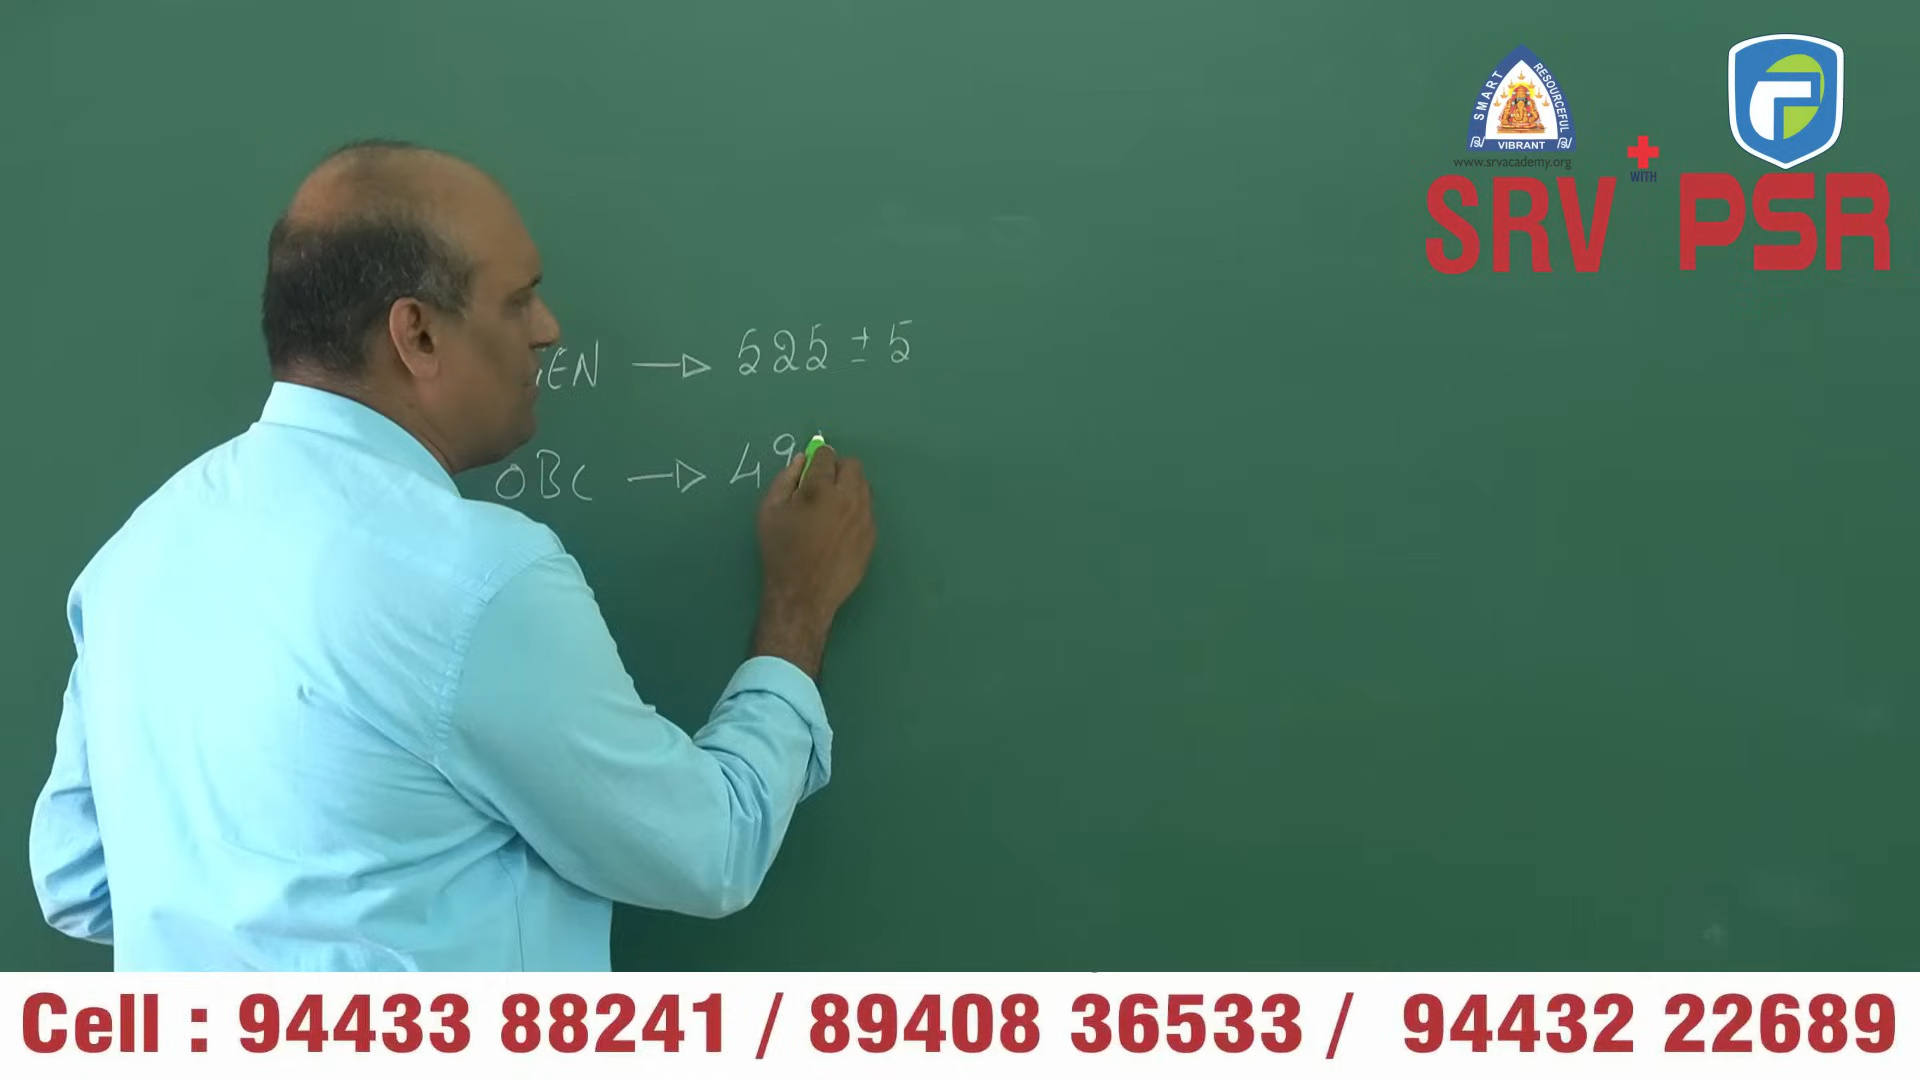 SMART RESOURCEFUL
VIBRANT
www.srvacademy.org
+
WITH
SRV PSR
EN → 525 ± 5
OBC → 49
Cell : 94433 88241 / 89408 36533 / 94432 22689